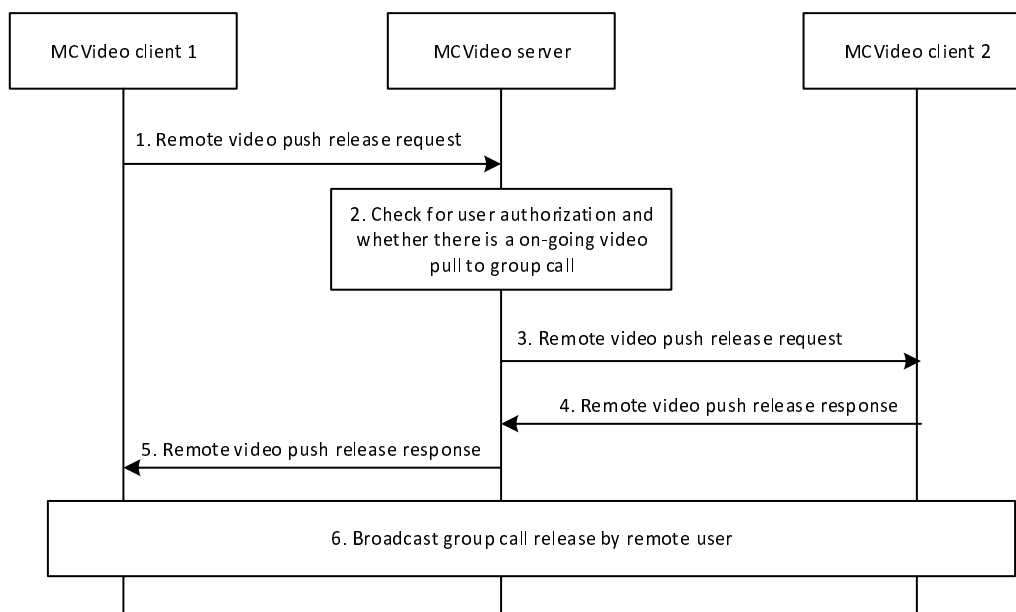 MCVideo client 1
MCVideo server
MCVideo client 2
1. Remote video push release request
2. Check for user authorization and
whether there is a on-going video
pull to group call
3. Remote video push release request
4. Remote video push release response
5. Remote video push release response
6. Broadcast group call release by remote user